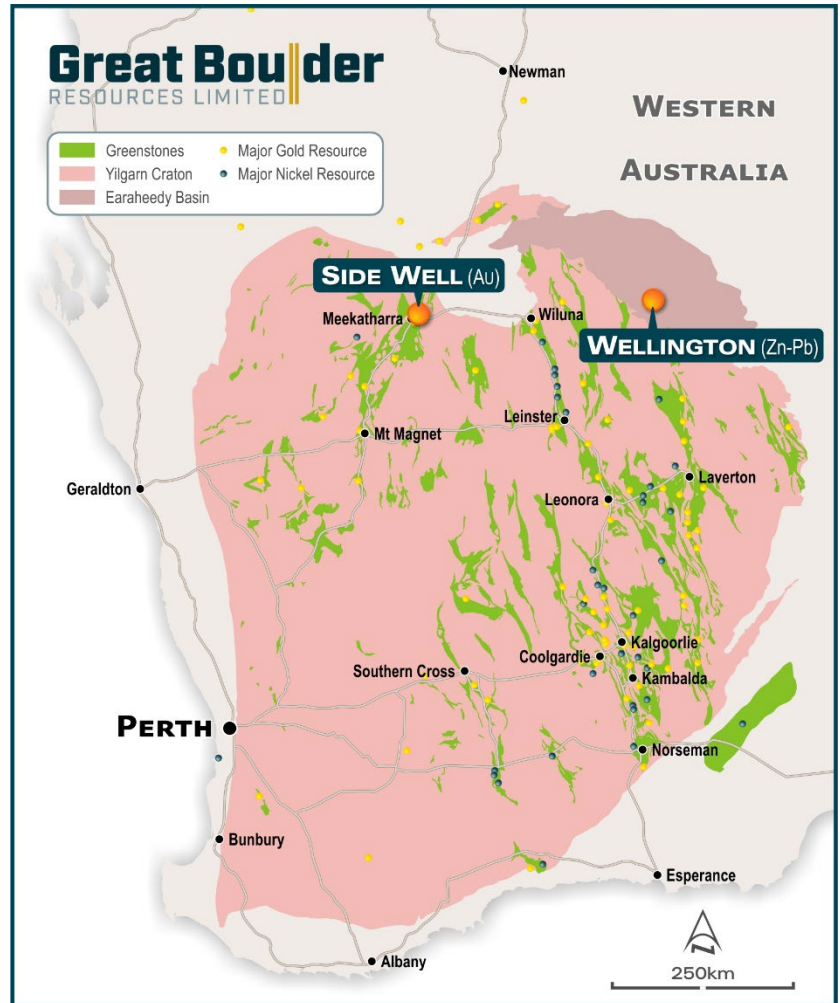 Great Boulder
RESOURCES LIMITED
Newman
WESTERN
AUSTRALIA
Greenstones
Major Gold Resource
Yilgarn Craton
Major Nickel Resource
Earaheedy Basin
SIDE WELL (AU)
Meekatharra
Wiluna
WELLINGTON (Zn-Pb)
Leinster
Mt Magnet
Laverton
Geraldton
Leonora
Kalgoorlie
Coolgardie
Southern Cross
Kambalda
PERTH
Norseman
Bunbury
Esperance
N
Albany
250km